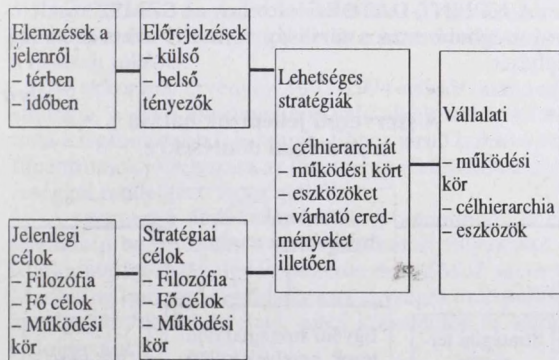 Elemzések a
jelenről
– térben
– időben
Előrejelzések
– külső
– belső
tényezők
Lehetséges
stratégiák
– célhierarchiát
– működési kört
– eszközöket
– várható ered-
ményeket
illetően
Vállalati
– működési
kör
– célhierarchia
– eszközök
Jelenlegi
célok
– Filozófia
– Fő célok
– Működési
kör
Stratégiai
célok
– Filozófia
– Fő célok
– Működési
kör